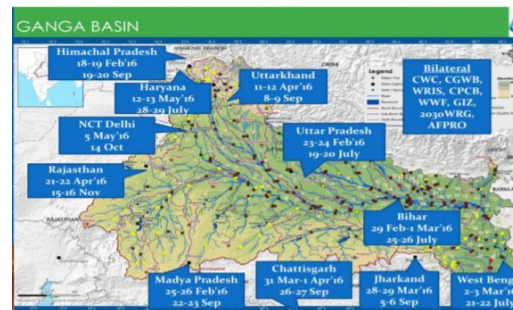 GANGA BASIN
Himachal Pradesh
18-19 Feb'16
19-20 Sep
Haryana
12-13 May'16
28-29 July
Uttarkhand
11-12 Apr'16
8-9 Sep
Legend
Bilateral
CWC, CGWB,
WRIS, CPCB,
WWF, GIZ,
2030WRG,
AFPRO
NCT Delhi
5 May'16
14 Oct
Uttar Pradesh
23-24 Feb'16
19-20 July
Rajasthan
21-22 Apr'16
15-16 Nov
Bihar
29 Feb-1 Mar'16
25-26 July
Madya Pradesh
25-26 Feb'16
22-23 Sep
Chattisgarh
31 Mar-1 Apr'16
26-27 Sep
Jharkand
28-29 Mar'16
5-6 Sep
West Beng
2-3 Mar'16
21-22 July